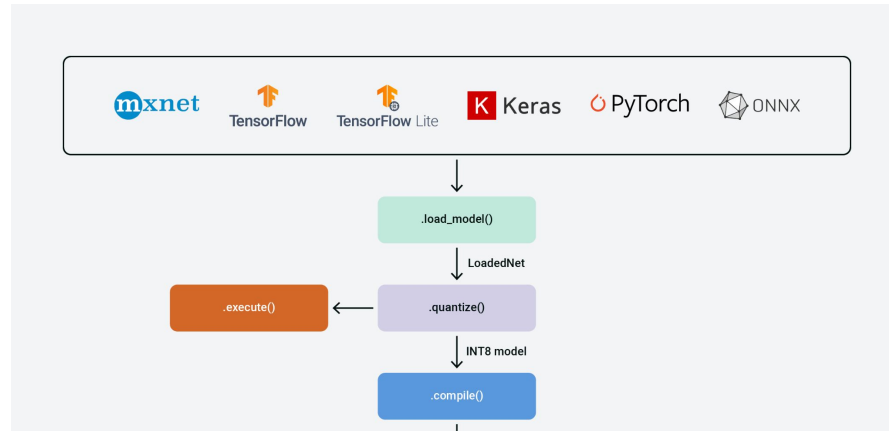 mxnet
TensorFlow
TensorFlow Lite
K Keras
PyTorch
ONNX
.load_model()
LoadedNet
.execute()
.quantize()
INT8 model
.compile()